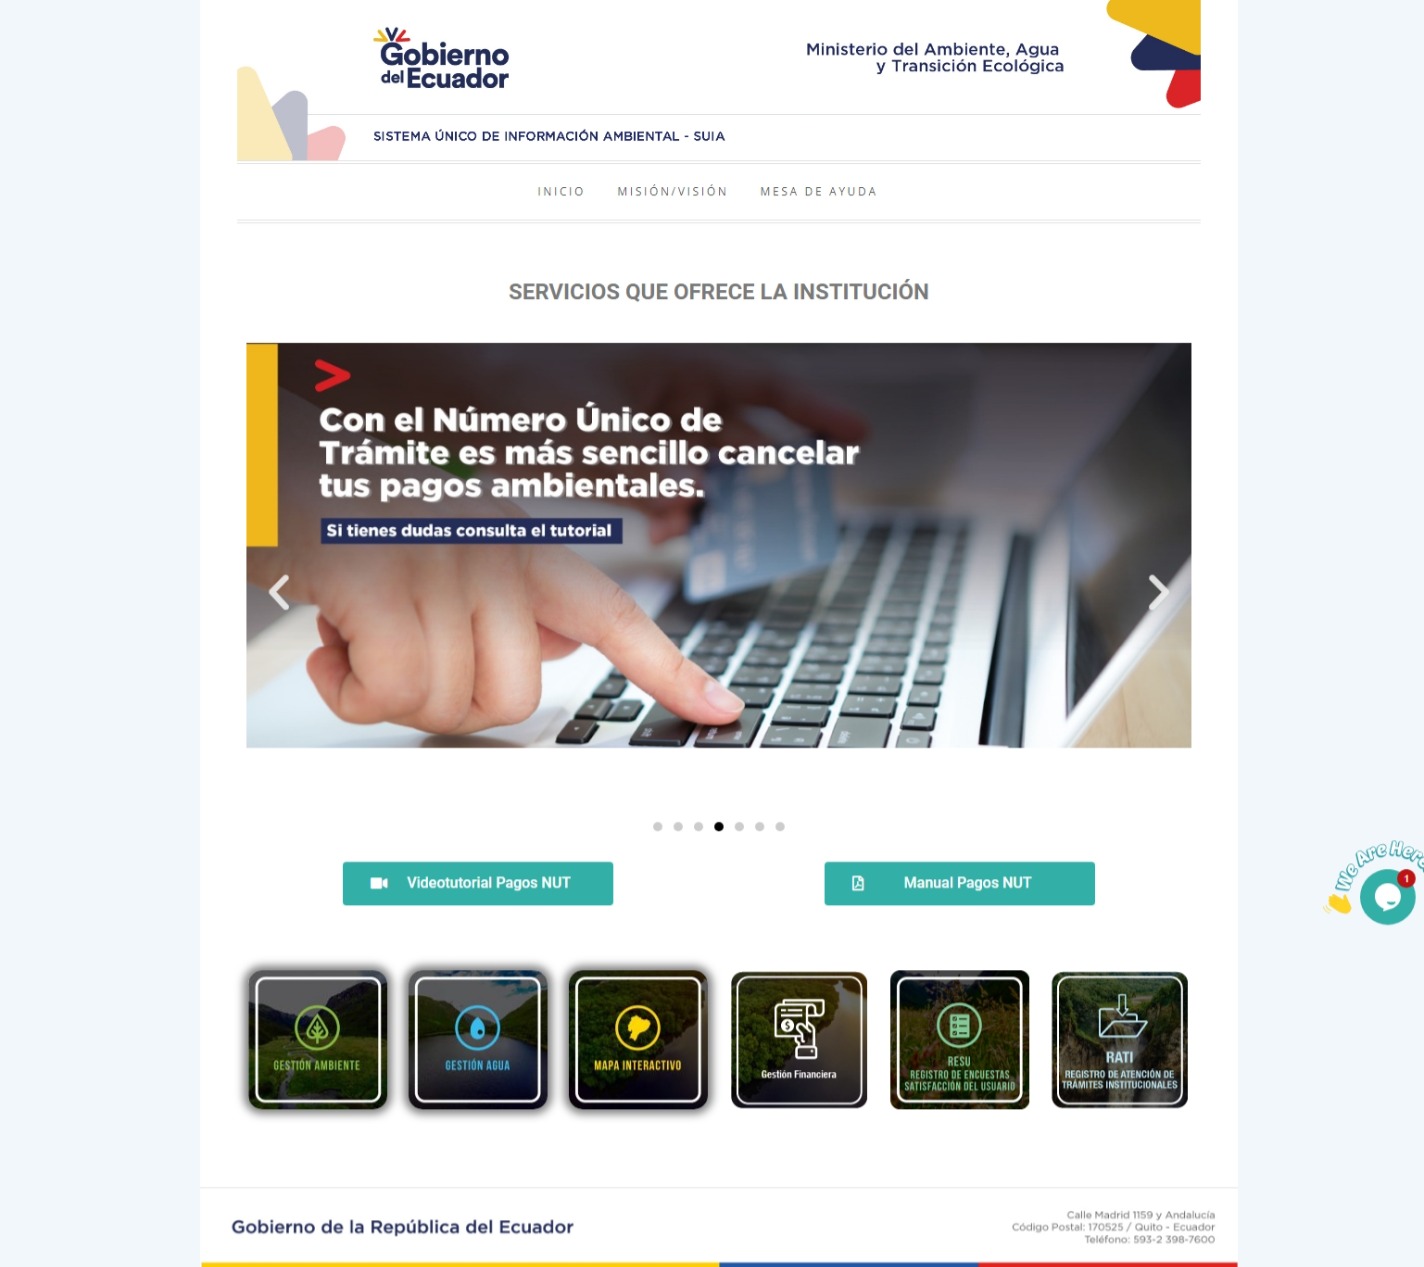 Gobierno
del Ecuador
Ministerio del Ambiente, Agua
y Transición Ecológica
SISTEMA ÚNICO DE INFORMACIÓN AMBIENTAL - SUIA
INICIO
MISIÓN/VISIÓN
MESA DE AYUDA
SERVICIOS QUE OFRECE LA INSTITUCIÓN
Con el Número Único de
Trámite es más sencillo cancelar
tus pagos ambientales.
Si tienes dudas consulta el tutorial
Videotutorial Pagos NUT
Manual Pagos NUT
We Are Here
1
GESTIÓN AMBIENTE
GESTIÓN AGUA
MAPA INTERACTIVO
Gestión Financiera
RESU
REGISTRO DE ENCUESTAS
SATISFACCIÓN DEL USUARIO
RATI
REGISTRO DE ATENCIÓN DE
TRÁMITES INSTITUCIONALES
Gobierno de la República del Ecuador
Calle Madrid 1159 y Andalucía
Código Postal: 170525 / Quito - Ecuador
Teléfono: 593-2 398-7600